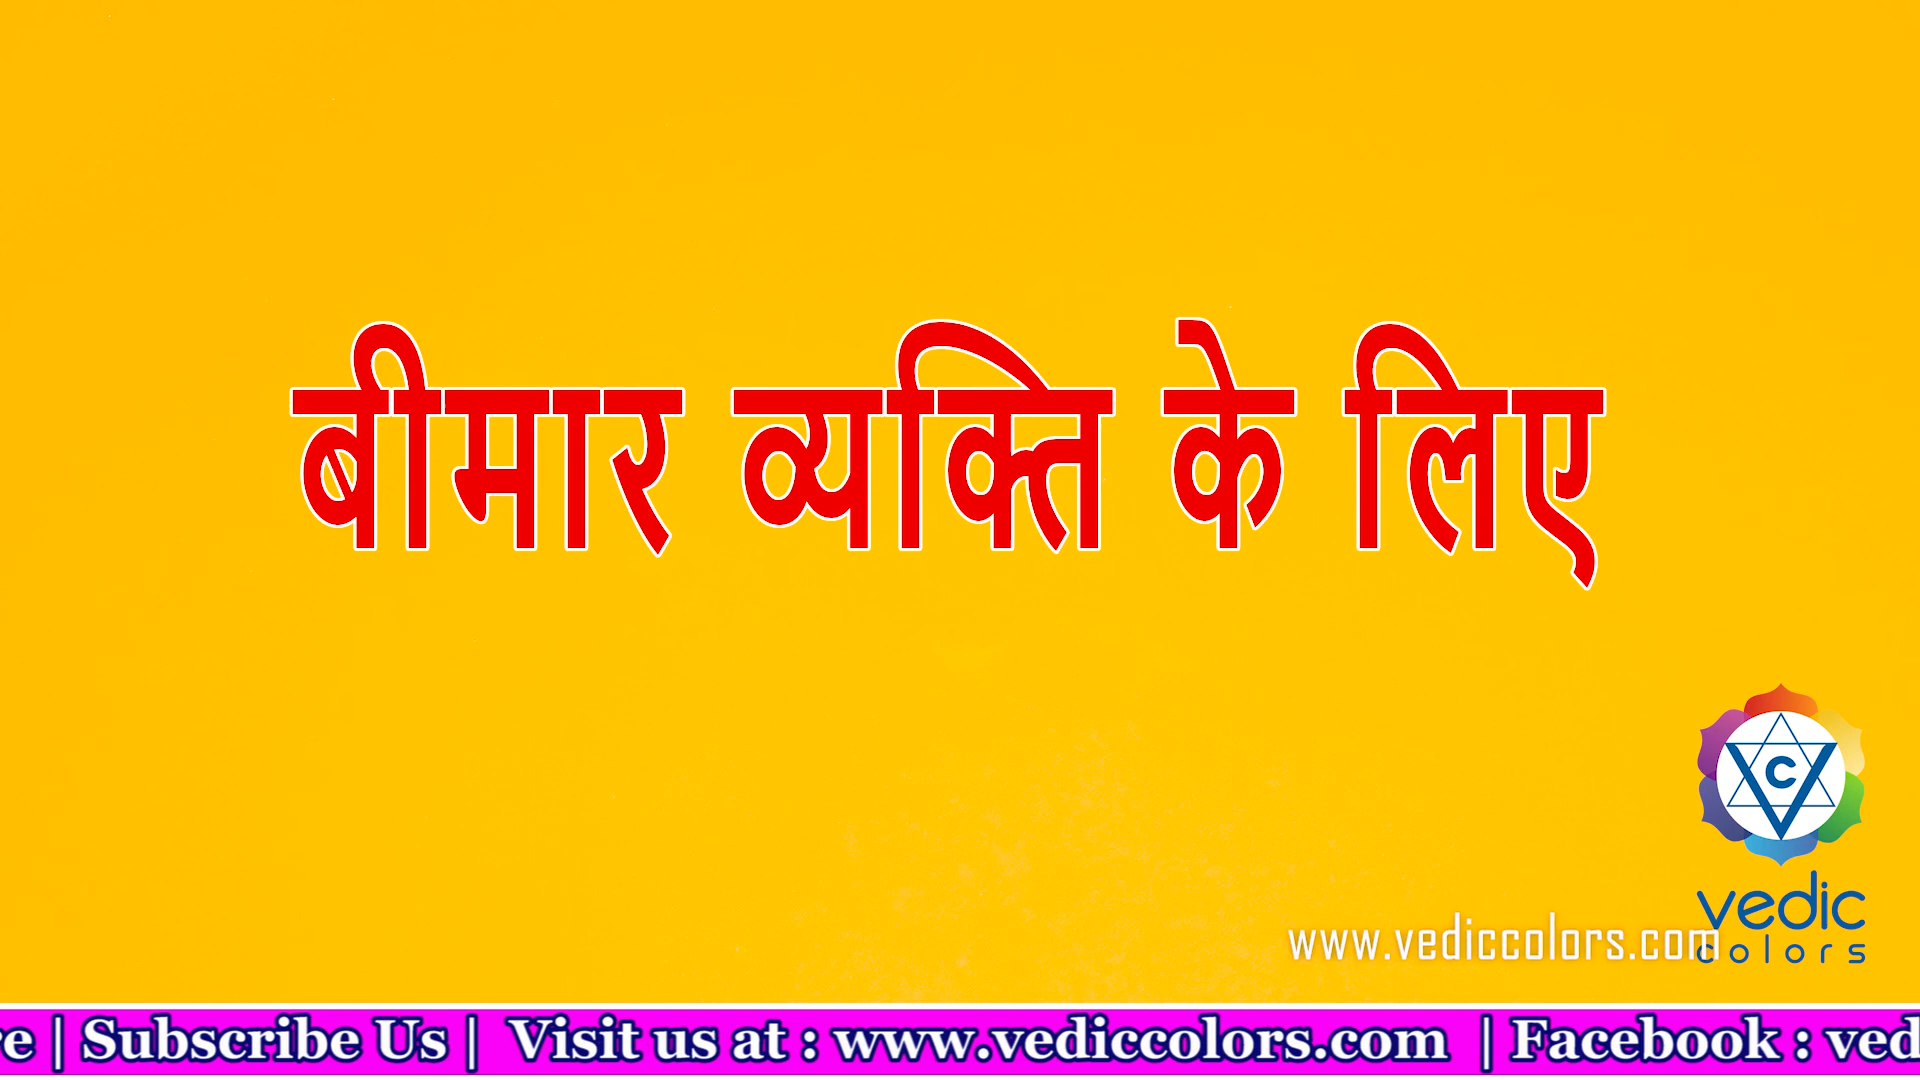 बीमार व्यक्ति के लिए
C
vedic
colors
www.vediccolors.com
| Subscribe Us | Visit us at : www.vediccolors.com | Facebook :